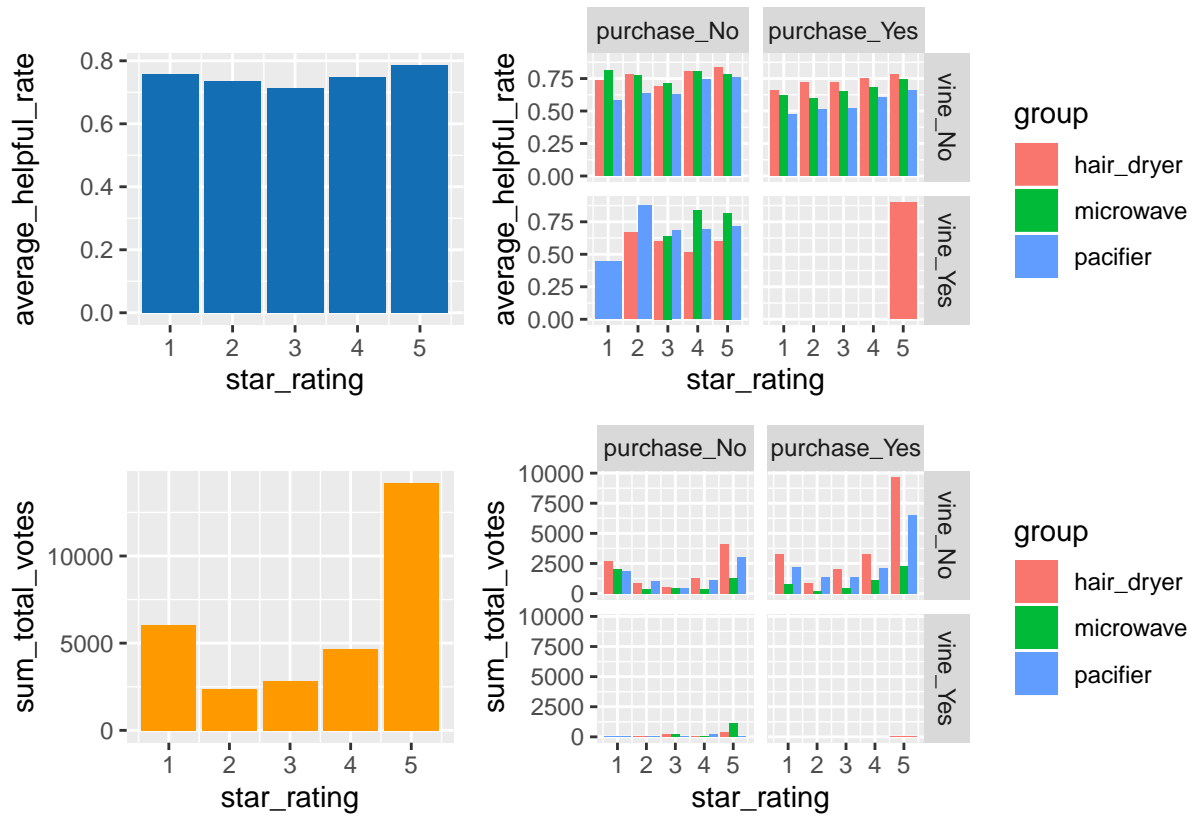 average_helpful_rate
0.8
0.6
0.4
0.2
0.0
1 2 3 4 5
star_rating
average_helpful_rate
purchase_No purchase_Yes
0.75
0.50
0.25
0.00
vine_No
0.75
0.50
0.25
0.00
vine_Yes
1 2 3 4 5 1 2 3 4 5
star_rating
group
hair_dryer
microwave
pacifier
sum_total_votes
10000
5000
0
1 2 3 4 5
star_rating
sum_total_votes
purchase_No purchase_Yes
10000
7500
5000
2500
0
vine_No
10000
7500
5000
2500
0
vine_Yes
1 2 3 4 5 1 2 3 4 5
star_rating
group
hair_dryer
microwave
pacifier